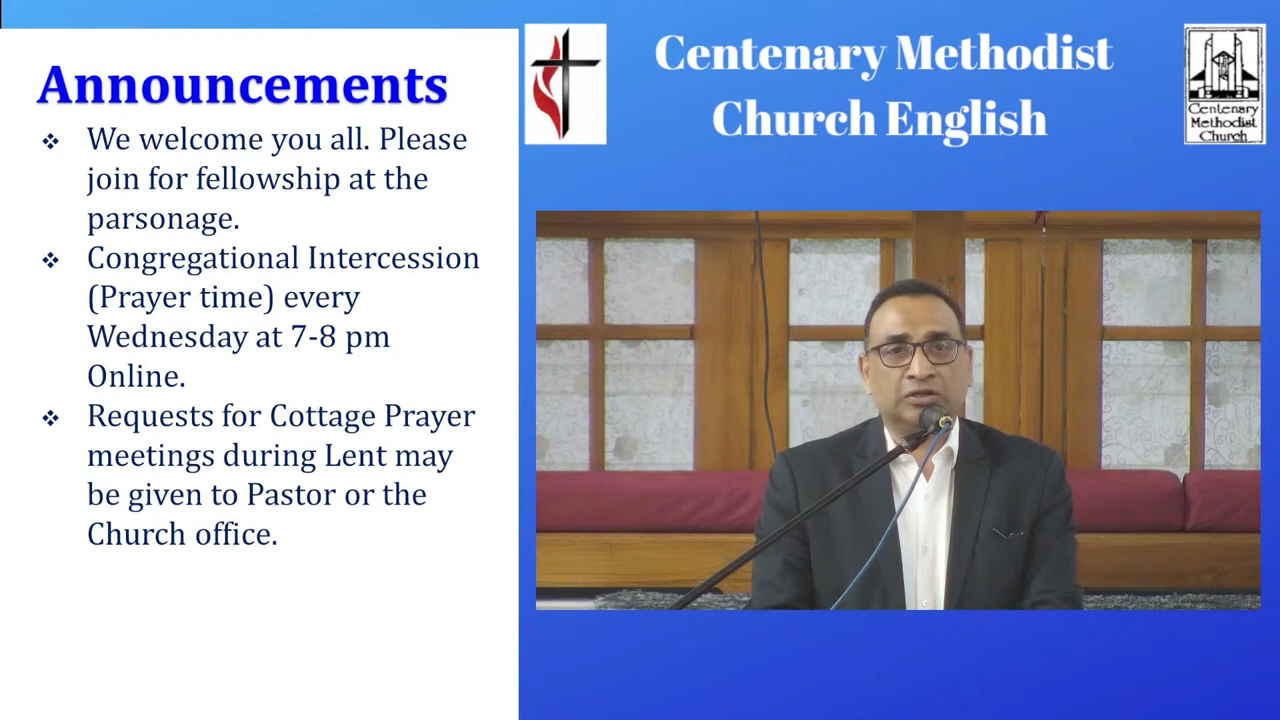 Announcements
❖ We welcome you all. Please
join for fellowship at the
parsonage.
❖ Congregational Intercession
(Prayer time) every
Wednesday at 7-8 pm
Online.
❖ Requests for Cottage Prayer
meetings during Lent may
be given to Pastor or the
Church office.
Centenary Methodist
Church English
Centenary
Methodist
Church